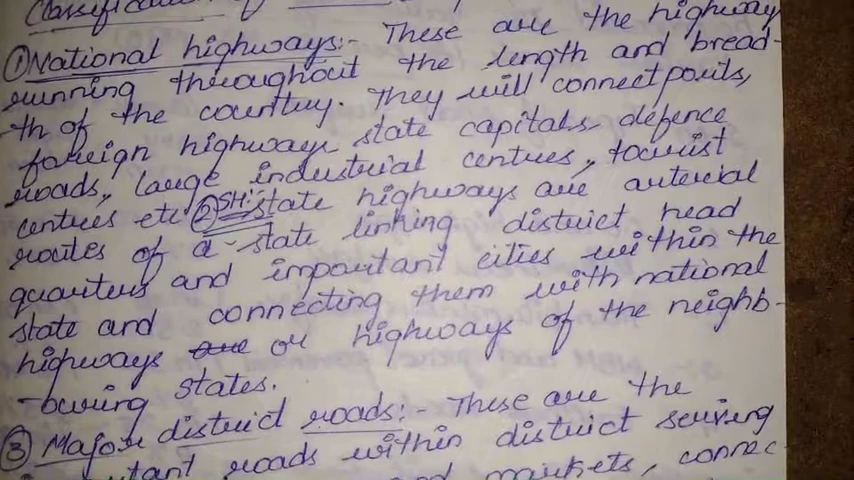 Classification of
①National highways:- These are the highway
running throughout the length and bread-
-th of the country. They will connect ports,
foreign highways state capitals, defence
roads, large industrial centres, tourist
centres etc ② SH:- state highways are arterial
routes of a state linking district head
quarters and important cities within the
state and connecting them with national
highways are or highways of the neighb-
-ouring states.
③ Major district roads:- These are the
roads within district serving
markets, connec-